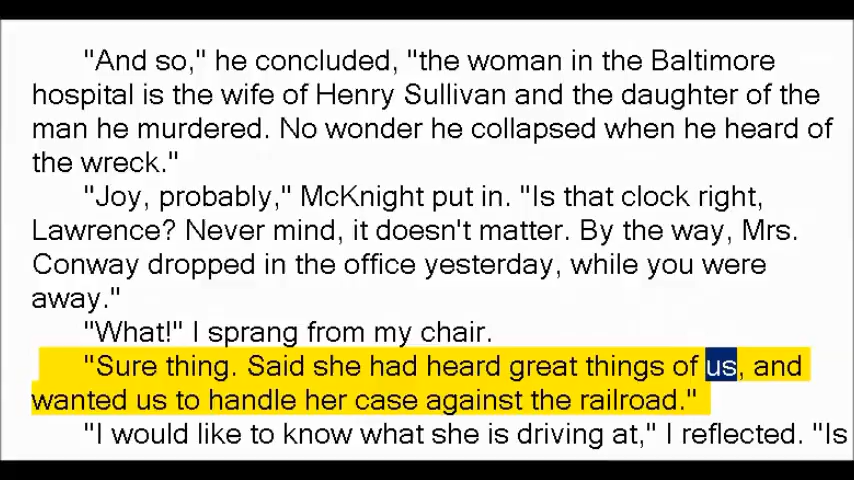 "And so," he concluded, "the woman in the Baltimore
hospital is the wife of Henry Sullivan and the daughter of the
man he murdered. No wonder he collapsed when he heard of
the wreck."
"Joy, probably," McKnight put in. "Is that clock right,
Lawrence? Never mind, it doesn't matter. By the way, Mrs.
Conway dropped in the office yesterday, while you were
away."
"What!" I sprang from my chair.
"Sure thing. Said she had heard great things of us, and
wanted us to handle her case against the railroad."
"I would like to know what she is driving at," I reflected. "Is